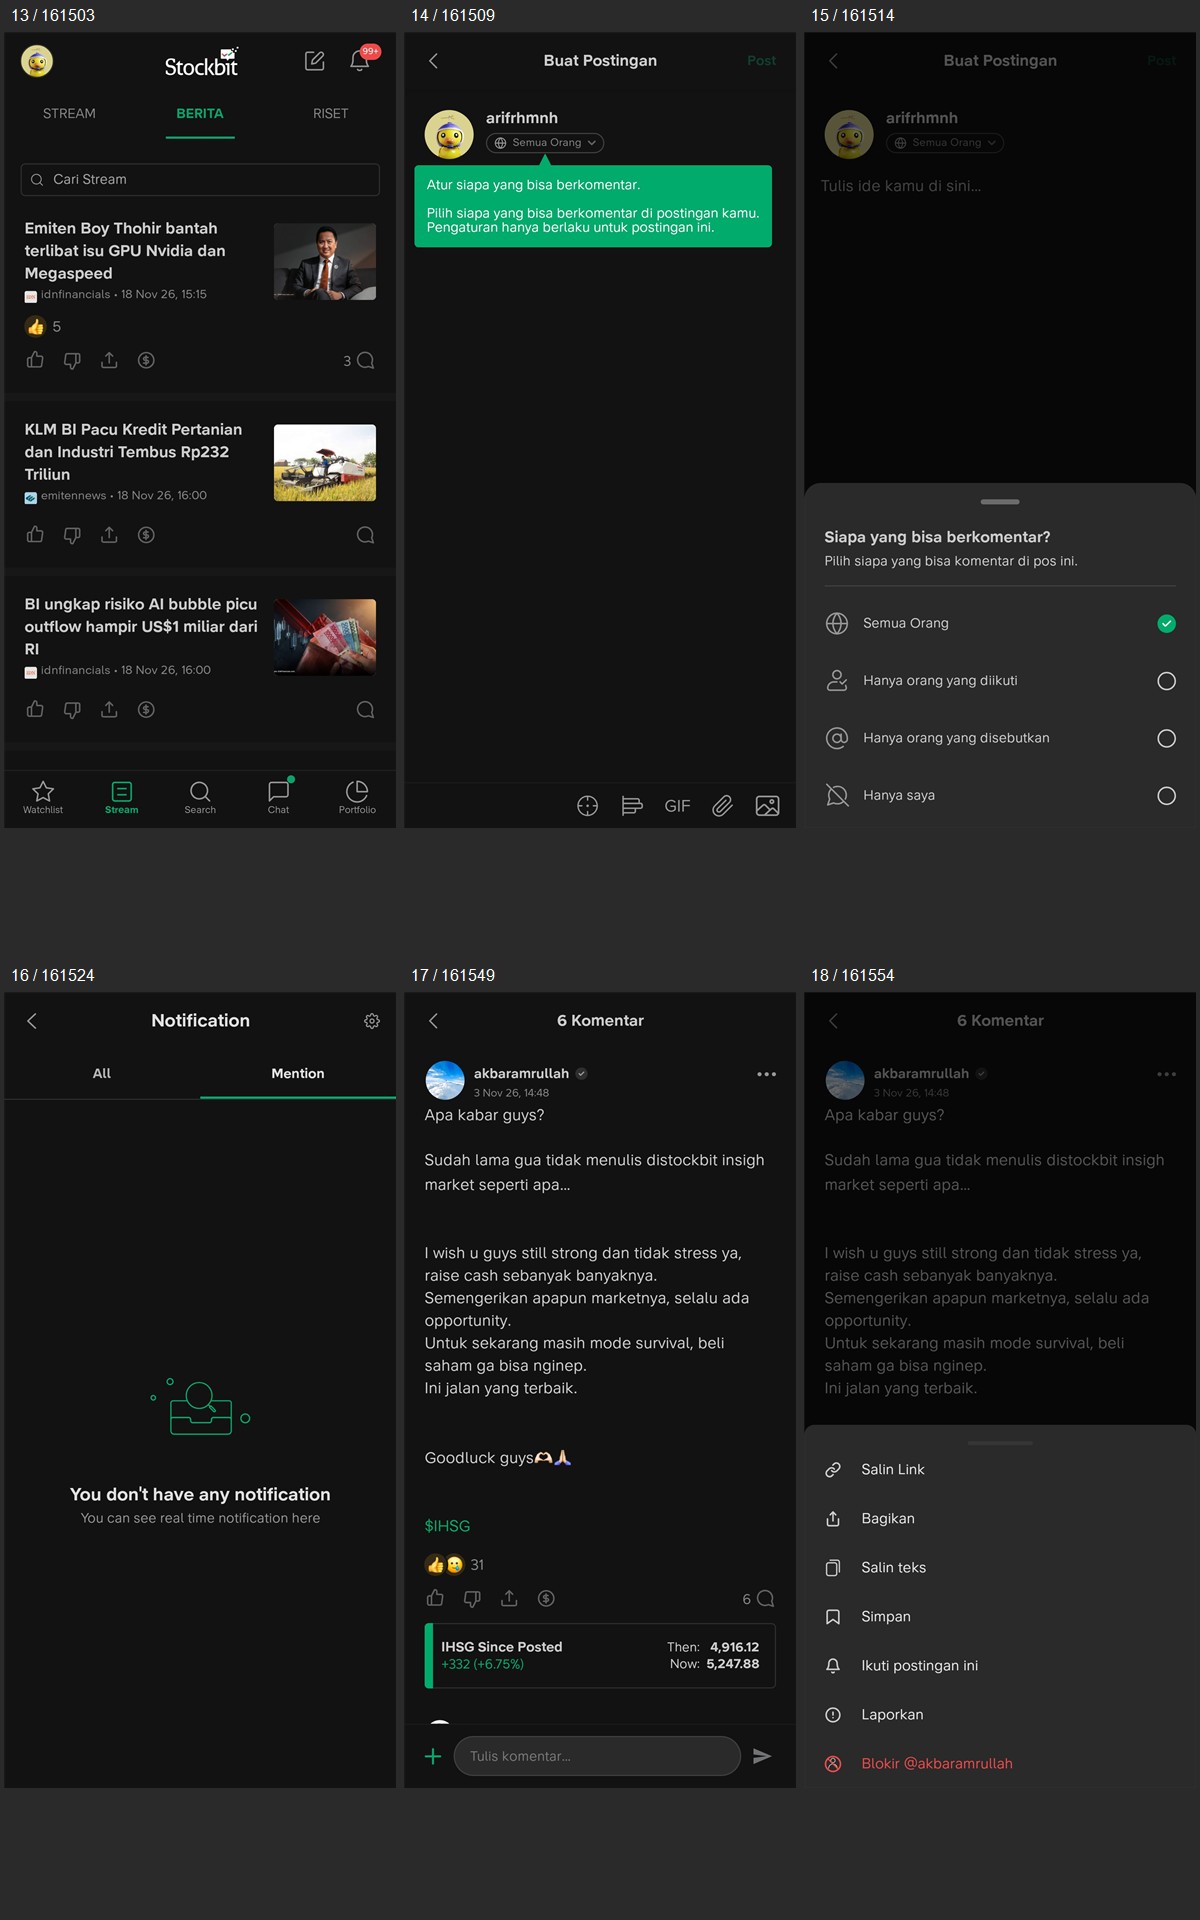 13 / 161503
Stockbit
99+
STREAM
BERITA
RISET
Cari Stream
Emiten Boy Thohir bantah
terlibat isu GPU Nvidia dan
Megaspeed
idnfinancials • 18 Nov 26, 15:15
5
3
KLM BI Pacu Kredit Pertanian
dan Industri Tembus Rp232
Triliun
emitennews • 18 Nov 26, 16:00
BI ungkap risiko AI bubble picu
outflow hampir US$1 miliar dari
RI
idnfinancials • 18 Nov 26, 16:00
Watchlist
Stream
Search
Chat
Portfolio
14 / 161509
Buat Postingan
Post
arifrhmnh
Semua Orang
Atur siapa yang bisa berkomentar.
Pilih siapa yang bisa berkomentar di postingan kamu.
Pengaturan hanya berlaku untuk postingan ini.
GIF
15 / 161514
Buat Postingan
Post
arifrhmnh
Semua Orang
Tulis ide kamu di sini...
Siapa yang bisa berkomentar?
Pilih siapa yang bisa komentar di pos ini.
Semua Orang
Hanya orang yang diikuti
Hanya orang yang disebutkan
Hanya saya
16 / 161524
Notification
All
Mention
You don't have any notification
You can see real time notification here
17 / 161549
6 Komentar
akbaramrullah
3 Nov 26, 14:48
Apa kabar guys?
Sudah lama gua tidak menulis distockbit insigh
market seperti apa...
I wish u guys still strong dan tidak stress ya,
raise cash sebanyak banyaknya.
Semengerikan apapun marketnya, selalu ada
opportunity.
Untuk sekarang masih mode survival, beli
saham ga bisa nginep.
Ini jalan yang terbaik.
Goodluck guys🫶🏻🙏🏻
$IHSG
31
6
IHSG Since Posted
+332 (+6.75%)
Then: 4,916.12
Now: 5,247.88
Tulis komentar...
18 / 161554
6 Komentar
akbaramrullah
3 Nov 26, 14:48
Apa kabar guys?
Sudah lama gua tidak menulis distockbit insigh
market seperti apa...
I wish u guys still strong dan tidak stress ya,
raise cash sebanyak banyaknya.
Semengerikan apapun marketnya, selalu ada
opportunity.
Untuk sekarang masih mode survival, beli
saham ga bisa nginep.
Ini jalan yang terbaik.
Salin Link
Bagikan
Salin teks
Simpan
Ikuti postingan ini
Laporkan
Blokir @akbaramrullah